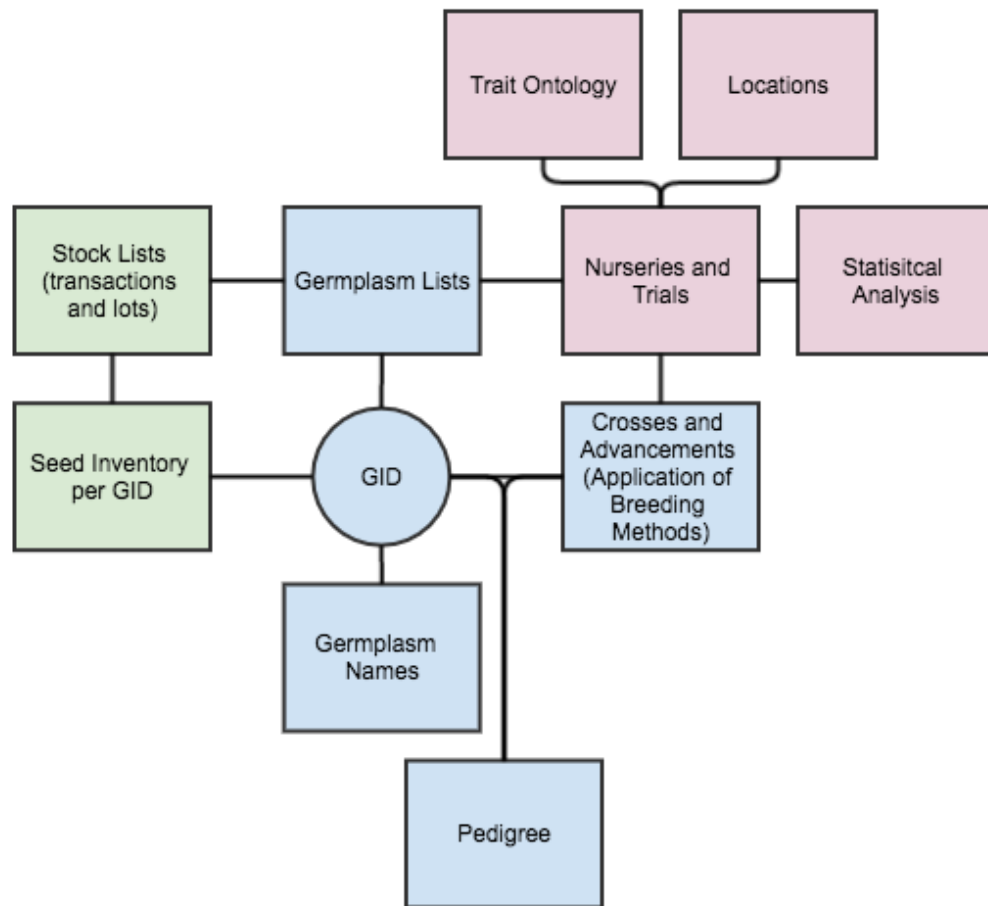 Trait Ontology
Locations
Stock Lists
(transactions
and lots)
Germplasm Lists
Nurseries and
Trials
Statisitcal
Analysis
Seed Inventory
per GID
GID
Crosses and
Advancements
(Application of
Breeding
Methods)
Germplasm
Names
Pedigree